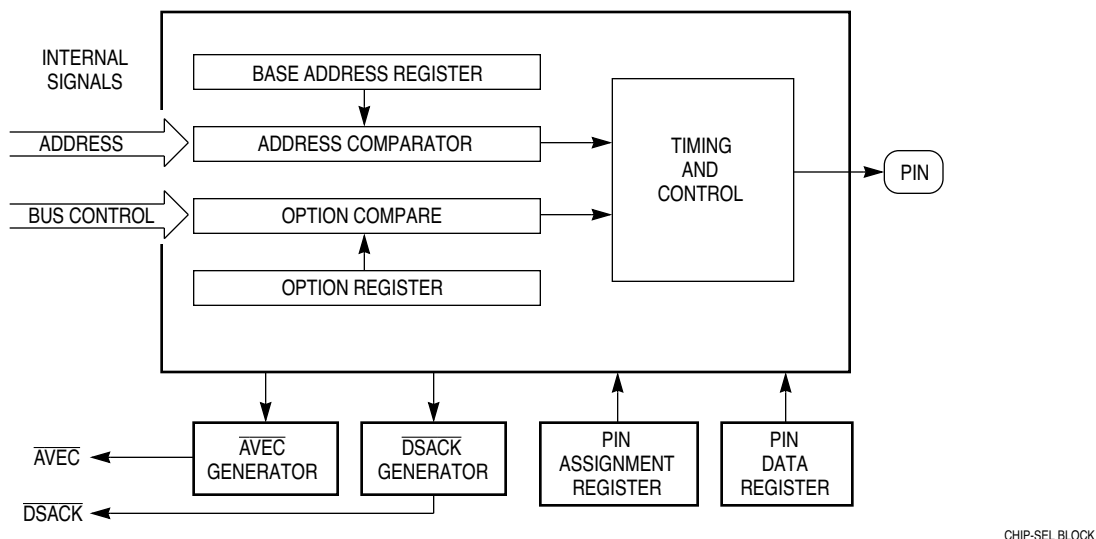 INTERNAL
SIGNALS
BASE ADDRESS REGISTER
ADDRESS
ADDRESS COMPARATOR
TIMING
AND
CONTROL
PIN
BUS CONTROL
OPTION COMPARE
OPTION REGISTER
AVEC
AVEC
GENERATOR
DSACK
GENERATOR
PIN
ASSIGNMENT
REGISTER
PIN
DATA
REGISTER
DSACK
CHIP-SEL BLOCK